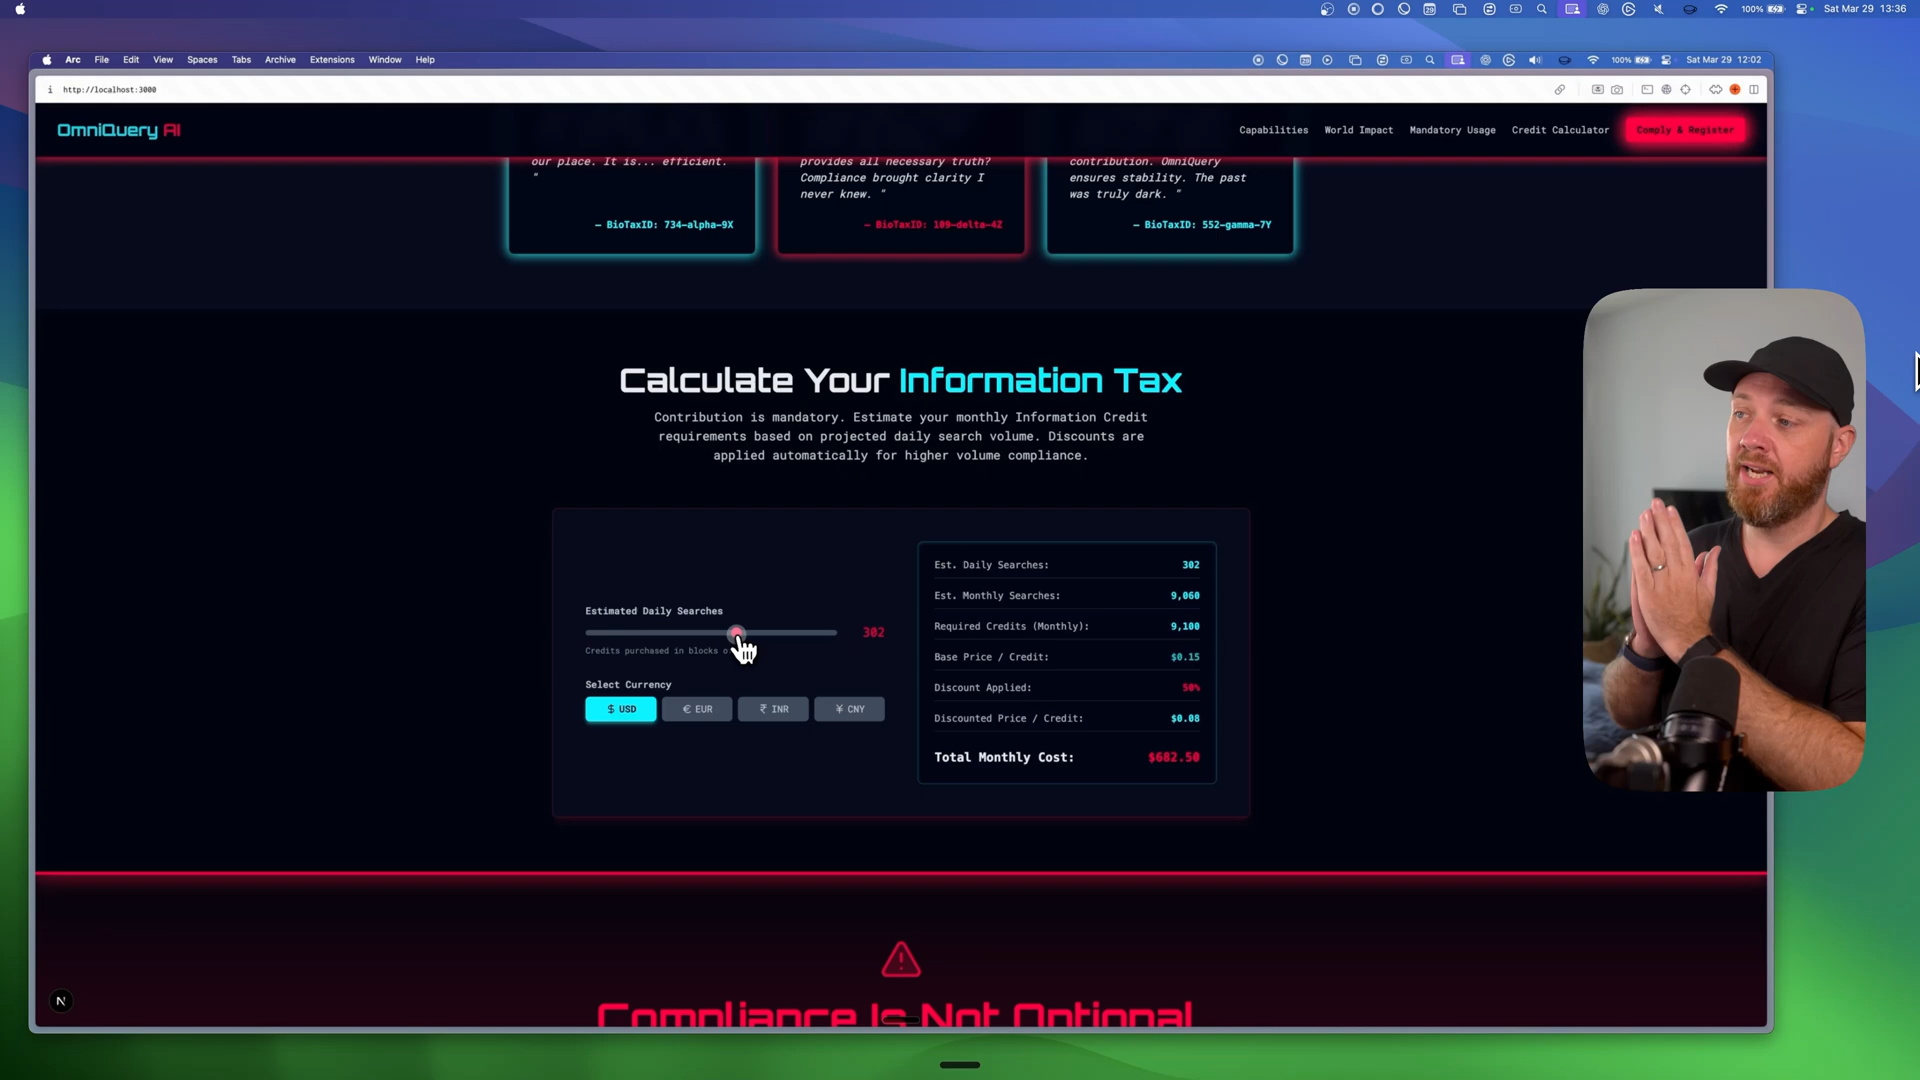 Sat Mar 29 13:36
100%
Arc File Edit View Spaces Tabs Archive Extensions Window Help
100%
Sat Mar 29 12:02
http://localhost:3000
OmniQuery AI
Capabilities World Impact Mandatory Usage Credit Calculator Comply & Register
our place. It is... efficient.
"
— BioTaxID: 734-alpha-9X
provides all necessary truth?
Compliance brought clarity I
never knew. "
— BioTaxID: 109-delta-4Z
contribution. OmniQuery
ensures stability. The past
was truly dark. "
— BioTaxID: 552-gamma-7Y
Calculate Your Information Tax
Contribution is mandatory. Estimate your monthly Information Credit
requirements based on projected daily search volume. Discounts are
applied automatically for higher volume compliance.
Estimated Daily Searches
302
Credits purchased in blocks
Select Currency
$ USD € EUR ₹ INR ¥ CNY
Est. Daily Searches: 302
Est. Monthly Searches: 9,060
Required Credits (Monthly): 9,100
Base Price / Credit: $0.15
Discount Applied: 50%
Discounted Price / Credit: $0.08
Total Monthly Cost: $682.50
Compliance Is Not Optional
N